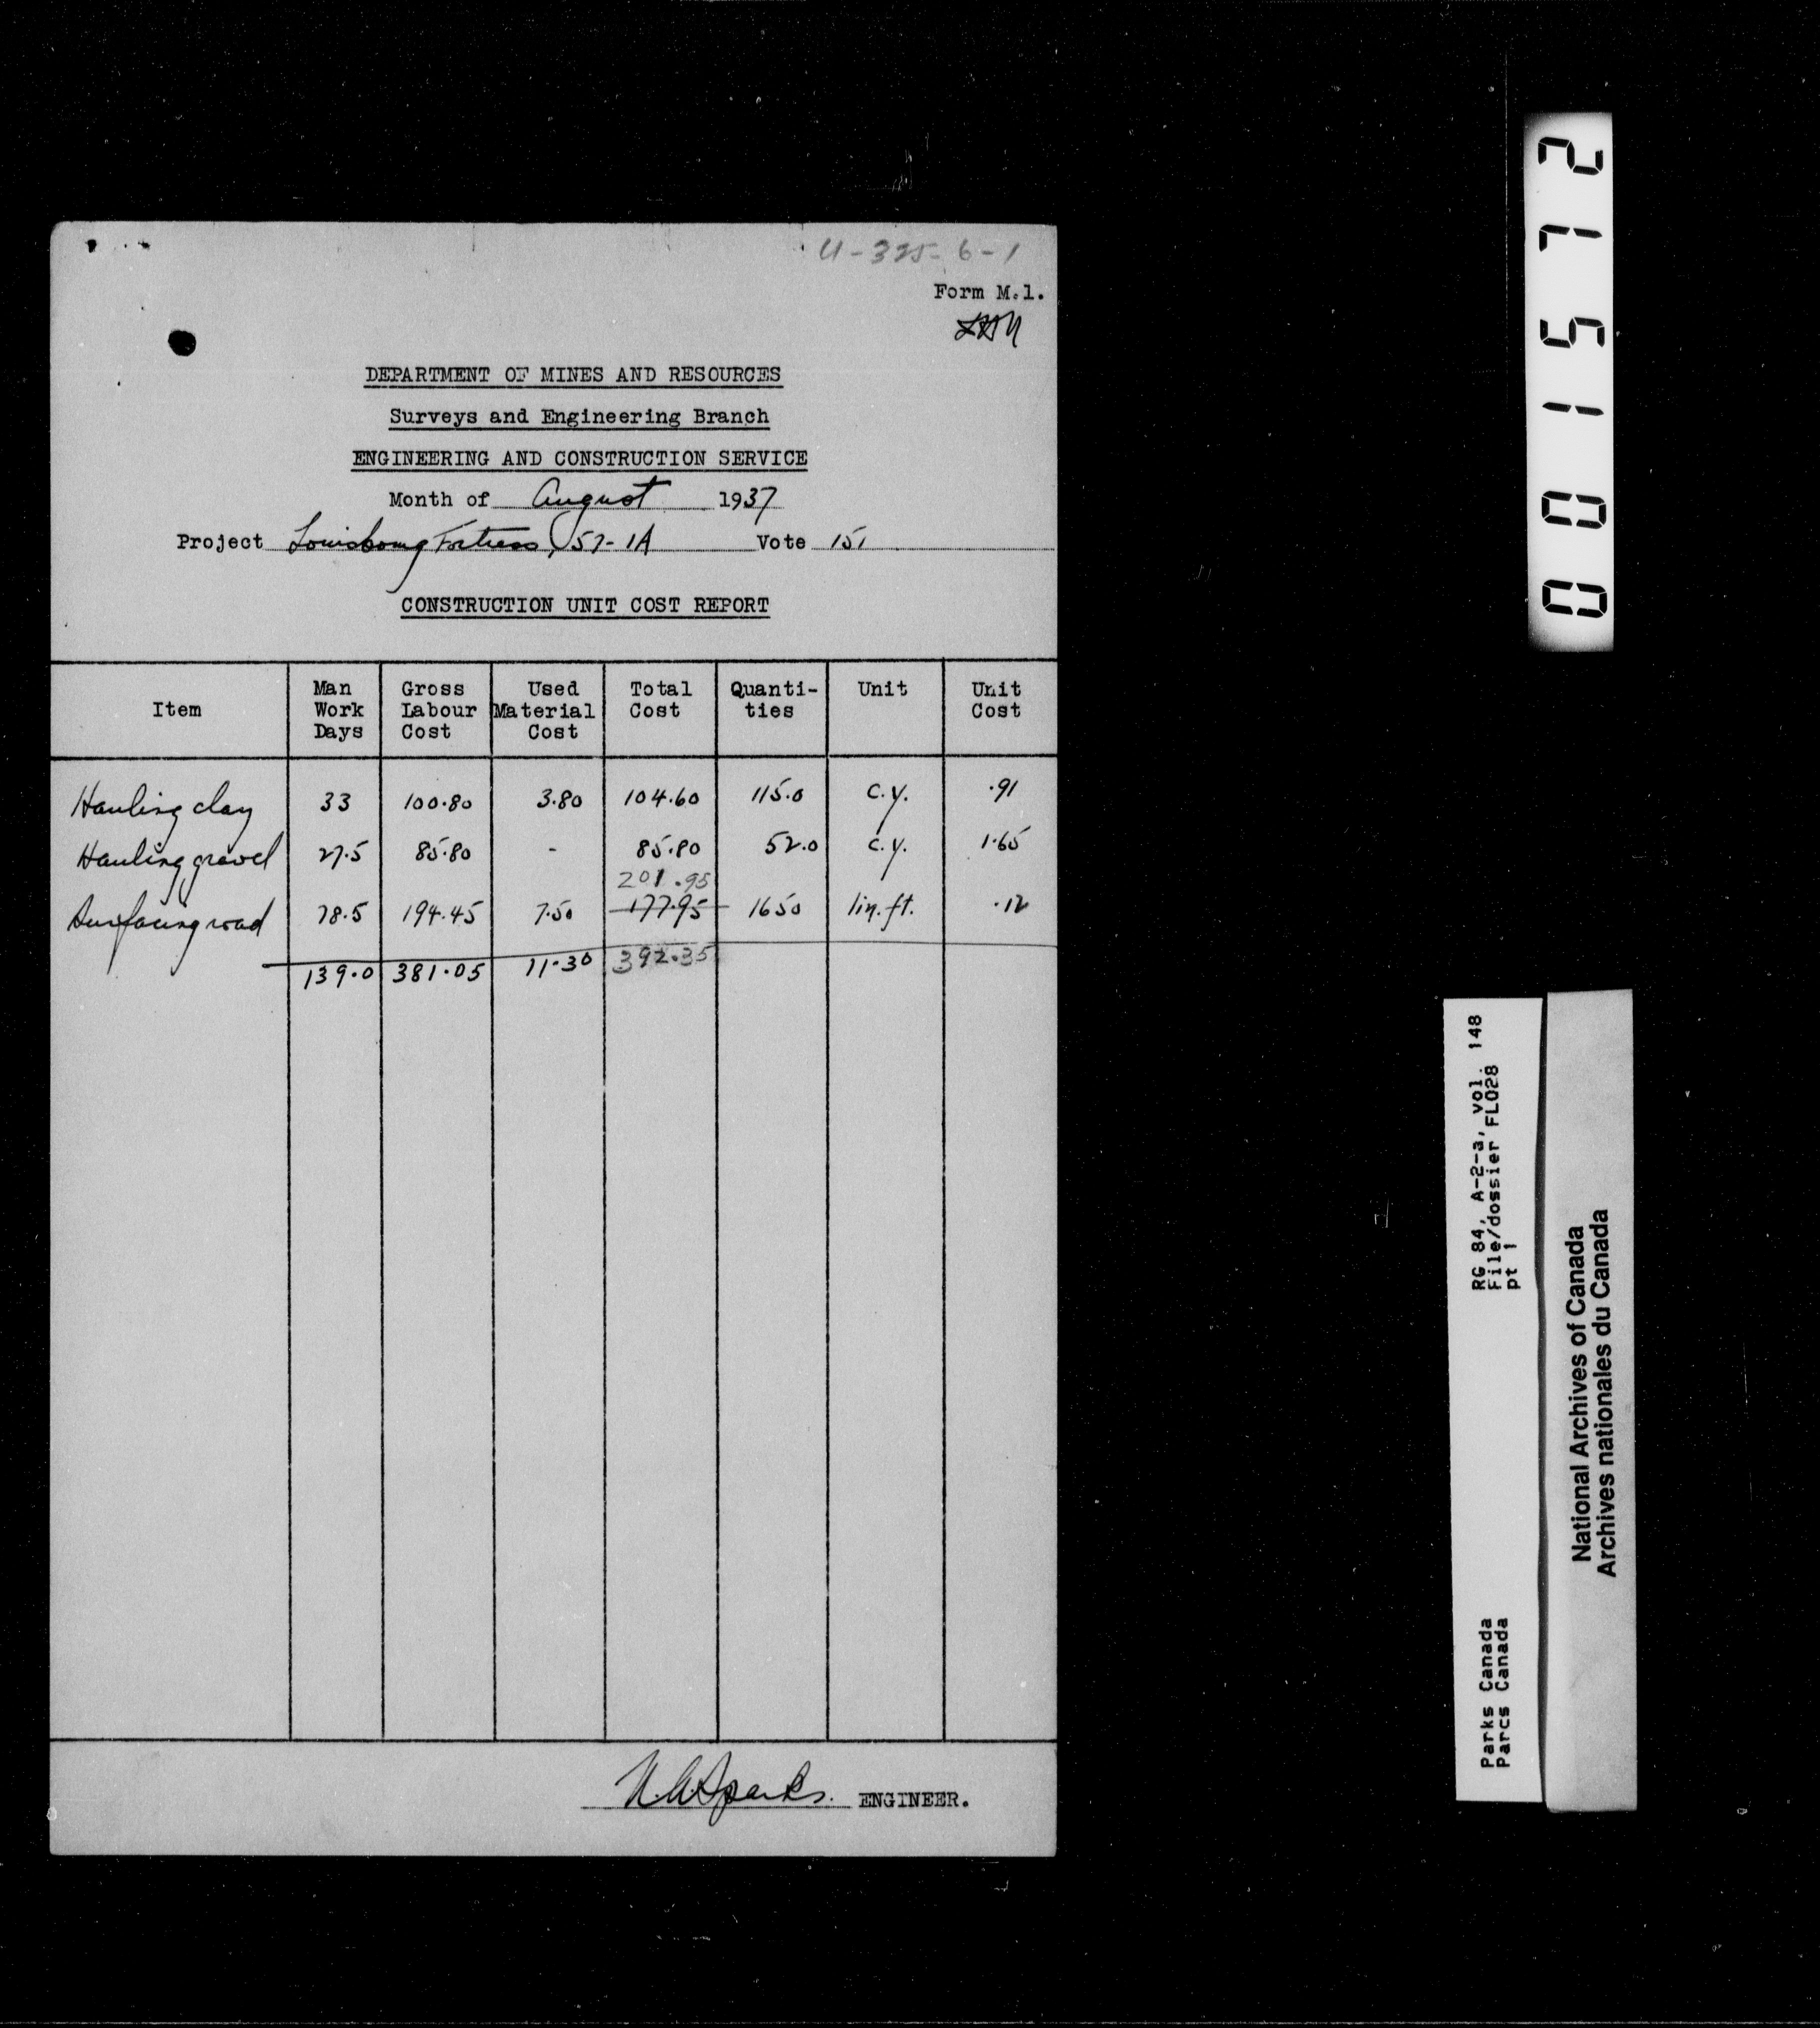 U-325-6-1
Form M.1.
DEPARTMENT OF MINES AND RESOURCES
Surveys and Engineering Branch
ENGINEERING AND CONSTRUCTION SERVICE
Month of August 1937
Project Louisbourg Fortress, 57-1A Vote 151
CONSTRUCTION UNIT COST REPORT
Item Man Work Days Gross Labour Cost Used Material Cost Total Cost Quanti-ties Unit Unit Cost
Hauling clay 33 100.80 3.80 104.60 115.0 c.y. .91
Hauling gravel 27.5 85.80 - 85.80 52.0 c.y. 1.65
201.95
Surfacing road 78.5 194.45 7.50 177.95 1650 lin. ft. .12
139.0 381.05 11.30 392.35
ENGINEER.
001572
RG 84, A-2-a, vol. 148
File/dossier FLO28
pt 1
Parks Canada
Parcs Canada
National Archives of Canada
Archives nationales du Canada